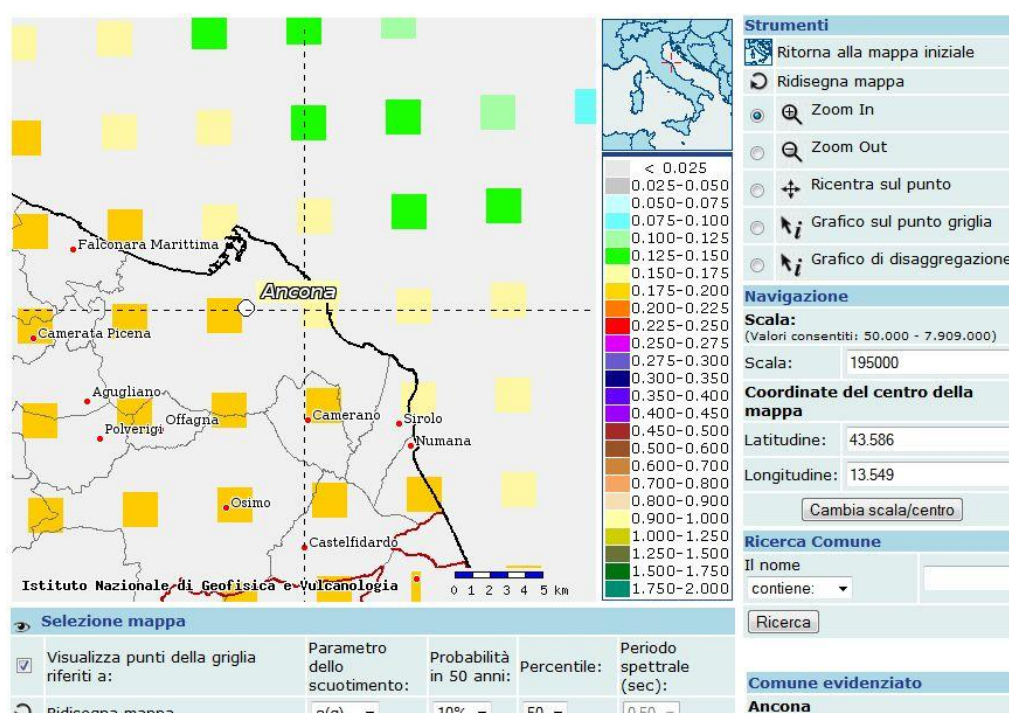 Falconara Marittima
Ancona
Camerata Picena
Agugliano
Offagna
Polverigi
Camerano
Sirolo
Numana
Osimo
Castelfidardo
Istituto Nazionale di Geofisica e Vulcanologia
0 1 2 3 4 5 km
< 0.025
0.025-0.050
0.050-0.075
0.075-0.100
0.100-0.125
0.125-0.150
0.150-0.175
0.175-0.200
0.200-0.225
0.225-0.250
0.250-0.275
0.275-0.300
0.300-0.350
0.350-0.400
0.400-0.450
0.450-0.500
0.500-0.600
0.600-0.700
0.700-0.800
0.800-0.900
0.900-1.000
1.000-1.250
1.250-1.500
1.500-1.750
1.750-2.000
Strumenti
Ritorna alla mappa iniziale
Ridisegna mappa
Zoom In
Zoom Out
Ricentra sul punto
Grafico sul punto griglia
Grafico di disaggregazione
Navigazione
Scala:
(Valori consentiti: 50.000 - 7.909.000)
Scala: 195000
Coordinate del centro della
mappa
Latitudine: 43.586
Longitudine: 13.549
Cambia scala/centro
Ricerca Comune
Il nome
contiene:
Ricerca
Comune evidenziato
Ancona
Selezione mappa
Visualizza punti della griglia
riferiti a:
Parametro
dello
scuotimento:
Probabilità
in 50 anni:
Percentile:
Periodo
spettrale
(sec):
Ridisegna mappa
a(g) 10% 50 0.50